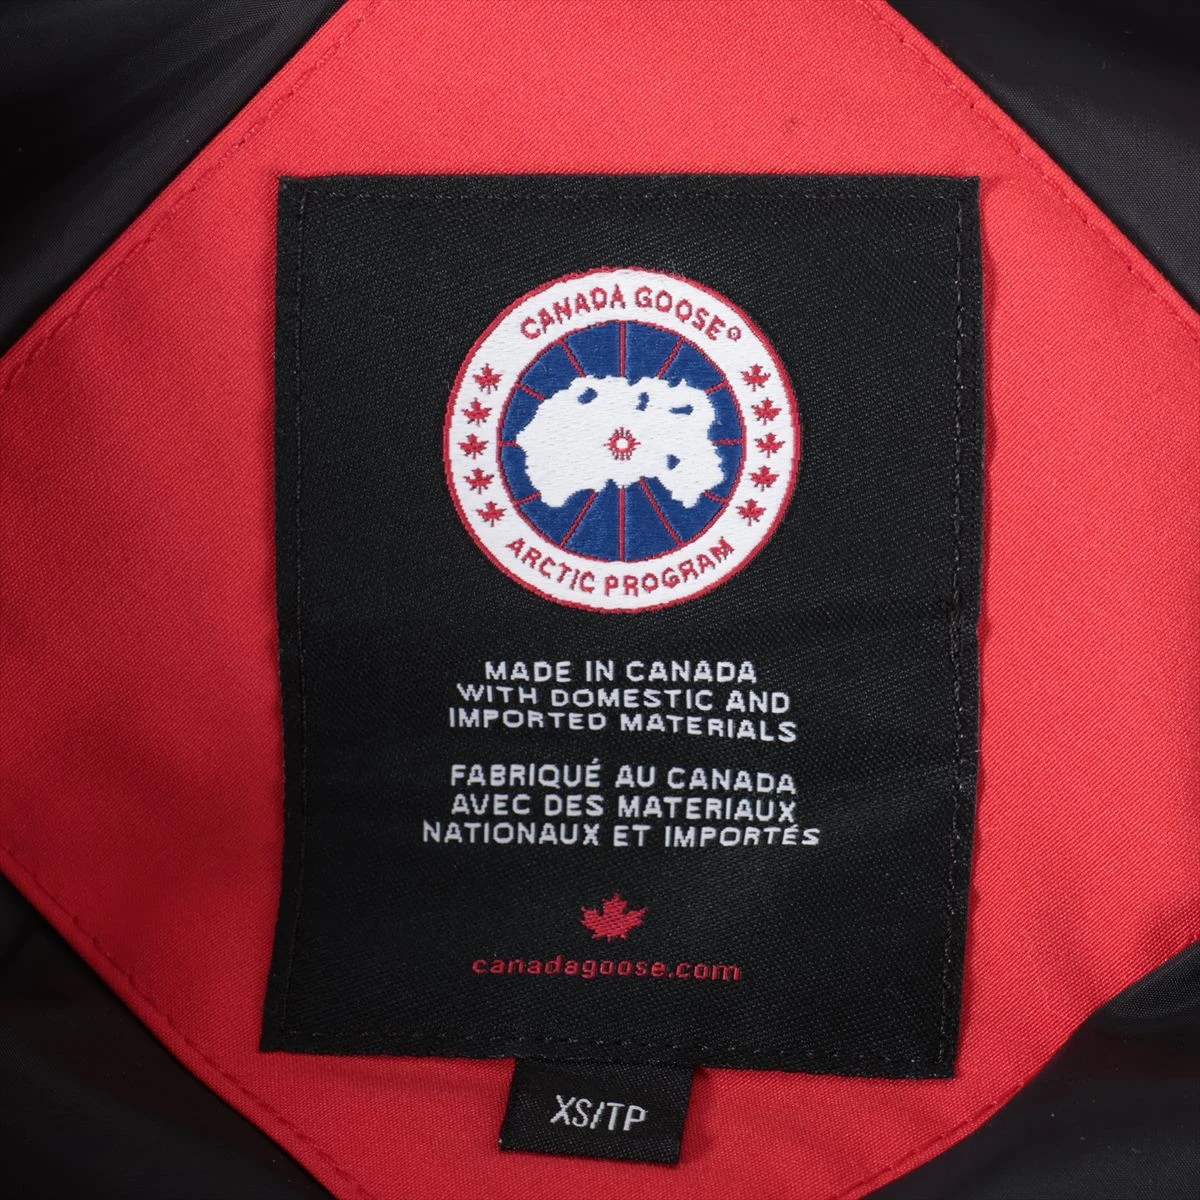 CANADA GOOSE®
ARCTIC PROGRAM
MADE IN CANADA
WITH DOMESTIC AND
IMPORTED MATERIALS
FABRIQUÉ AU CANADA
AVEC DES MATERIAUX
NATIONAUX ET IMPORTÉS
canadagoose.com
XS/TP